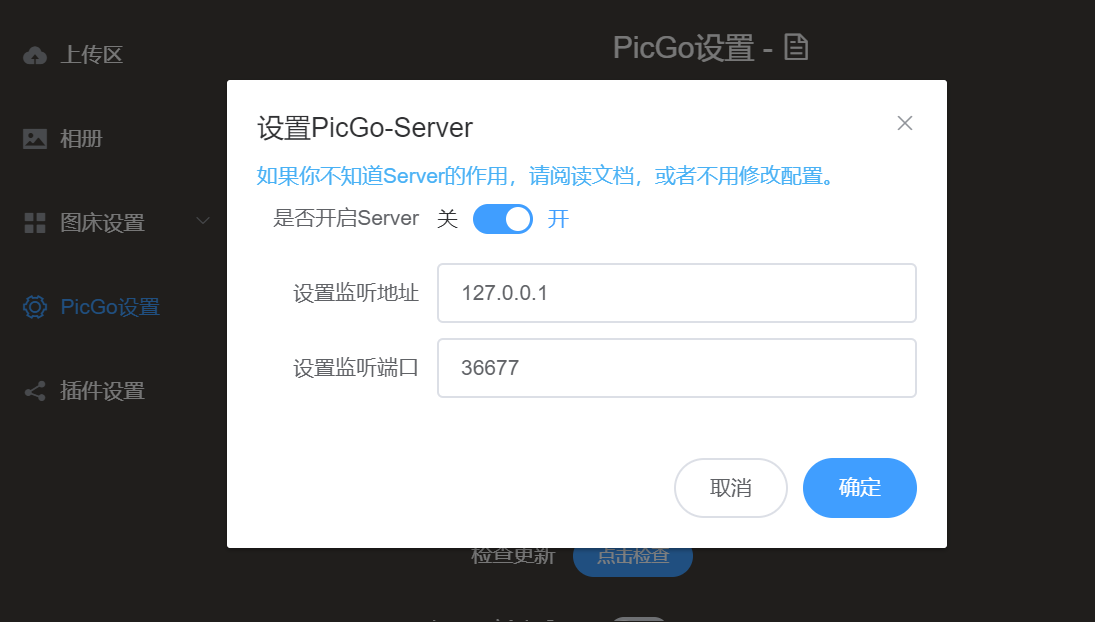 上传区
PicGo设置 -
相册
图床设置
PicGo设置
插件设置
设置PicGo-Server
如果你不知道Server的作用，请阅读文档，或者不用修改配置。
是否开启Server 关 开
设置监听地址 127.0.0.1
设置监听端口 36677
取消 确定
检查更新 点击检查